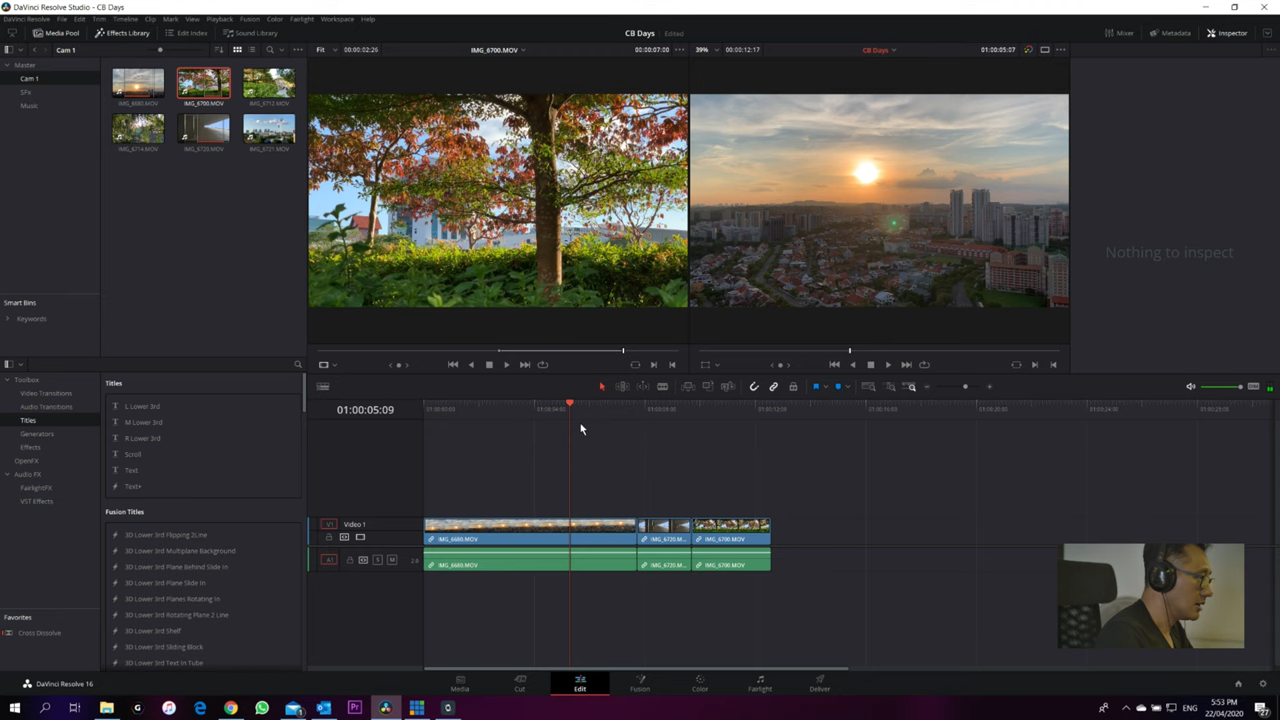 DaVinci Resolve Studio - CB Days
DaVinci Resolve File Edit Trim Timeline Clip Mark View Playback Fusion Color Fairlight Workspace Help
Media Pool Effects Library Edit Index Sound Library CB Days Edited Mixer Metadata Inspector
Cam 1 Fit 00:00:02:26 IMG_6700.MOV 00:00:07:00 39% 00:00:12:17 CB Days 01:00:05:07
Master
Cam 1
SFx
Music
IMG_6680.MOV IMG_6700.MOV IMG_6712.MOV
IMG_6714.MOV IMG_6720.MOV IMG_6721.MOV
Nothing to inspect
Smart Bins
Keywords
Toolbox
Video Transitions
Audio Transitions
Titles
Generators
Effects
OpenFX
Audio FX
FairlightFX
VST Effects
Favorites
Cross Dissolve
Titles
L Lower 3rd
M Lower 3rd
R Lower 3rd
Scroll
Text
Text+
Fusion Titles
3D Lower 3rd Flipping 2Line
3D Lower 3rd Multiplane Background
3D Lower 3rd Plane Behind Slide In
3D Lower 3rd Plane Slide In
3D Lower 3rd Planes Rotating In
3D Lower 3rd Rotating Plane 2 Line
3D Lower 3rd Shelf
3D Lower 3rd Sliding Block
3D Lower 3rd Text In Tube
01:00:05:09
V1 Video 1
IMG_6680.MOV IMG_6720.M... IMG_6700.MOV
A1 S M 2.0
IMG_6680.MOV IMG_6720.M... IMG_6700.MOV
DaVinci Resolve 16
Media Cut Edit Fusion Color Fairlight Deliver
ENG 5:53 PM
22/04/2020 27